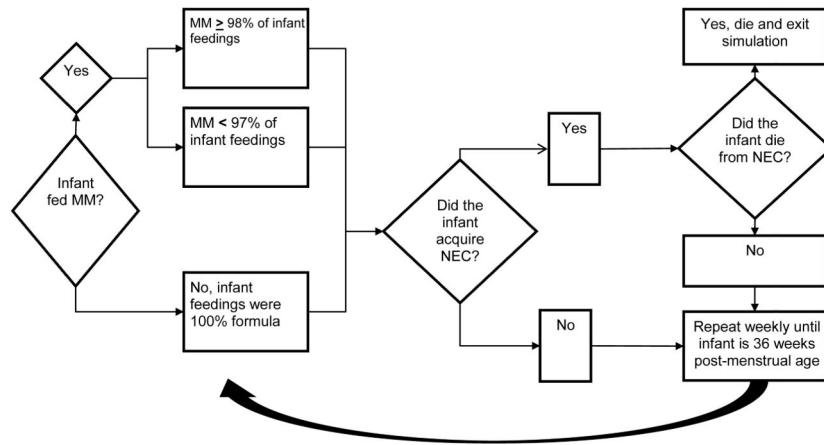 Yes
MM ≥ 98% of infant
feedings
MM < 97% of
infant feedings
Infant
fed MM?
No, infant
feedings were
100% formula
Did the
infant
acquire
NEC?
Yes
No
Yes, die and exit
simulation
Did the
infant die
from NEC?
No
Repeat weekly until
infant is 36 weeks
post-menstrual age